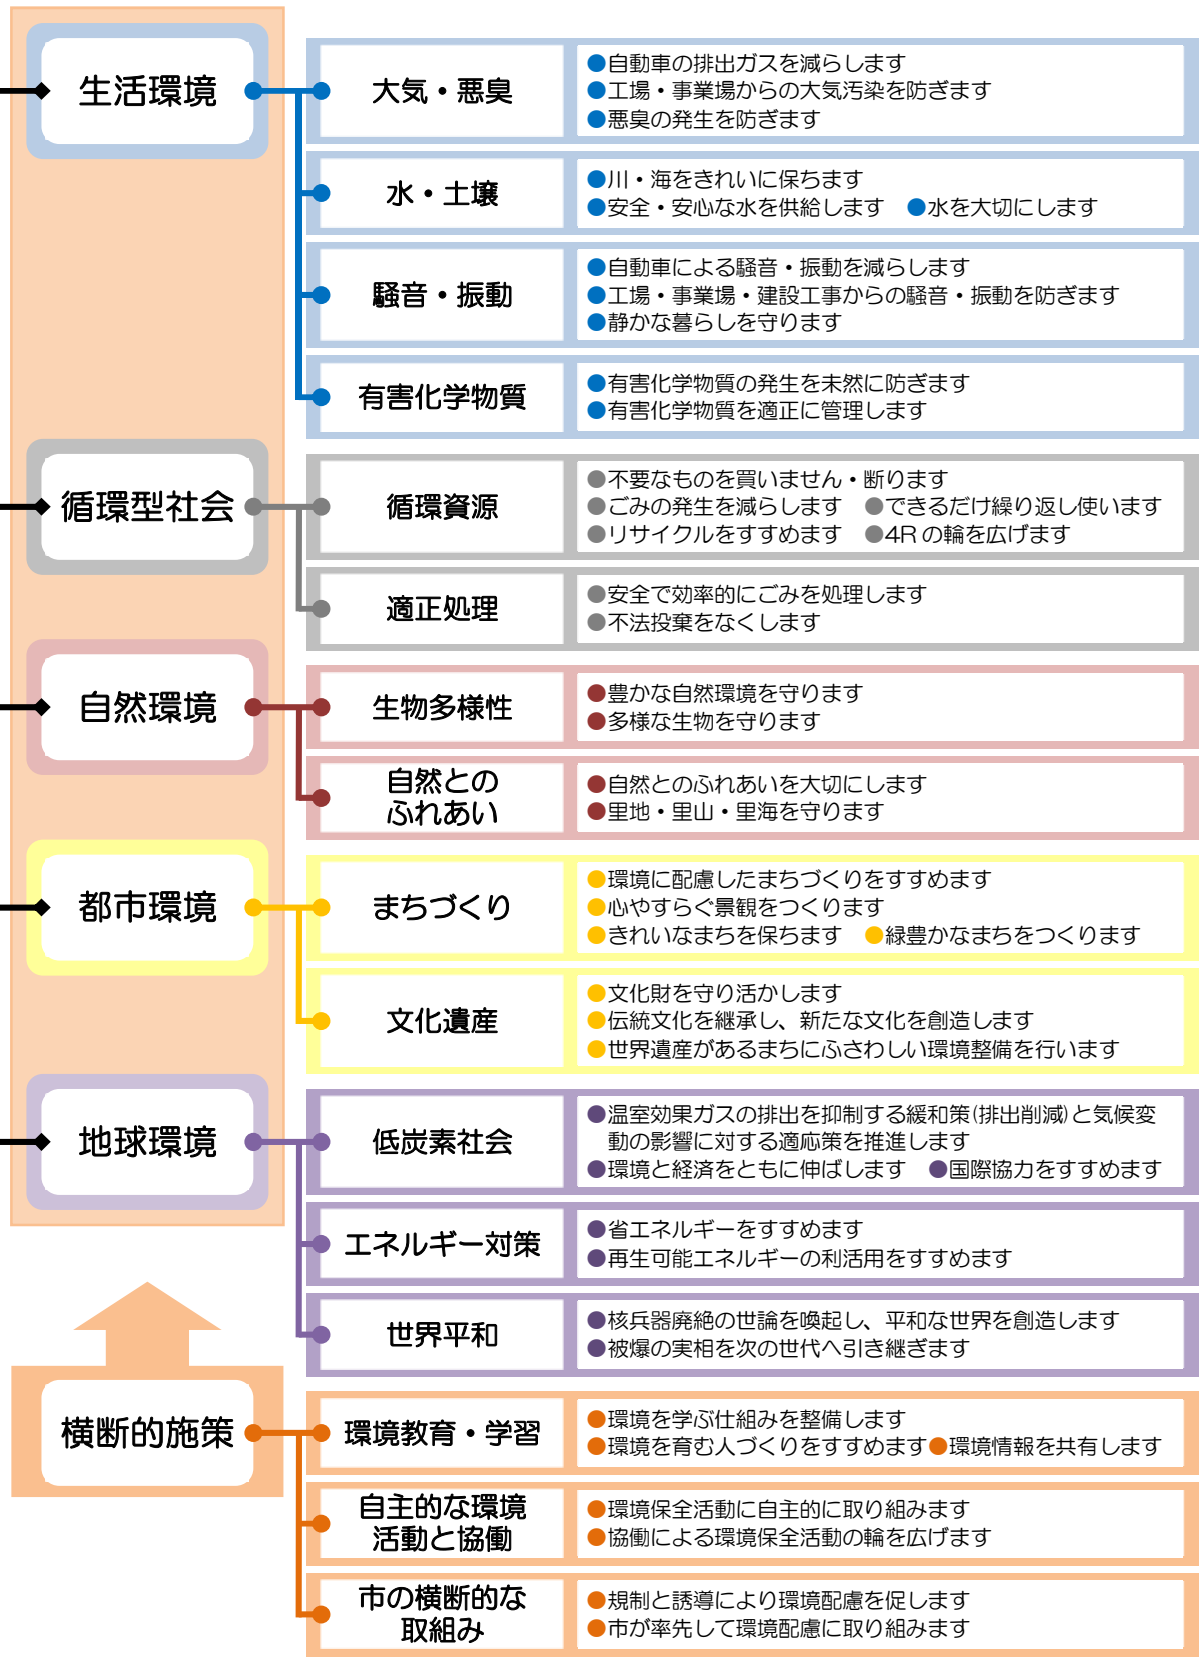 生活環境
大気・悪臭
●自動車の排出ガスを減らします
●工場・事業場からの大気汚染を防ぎます
●悪臭の発生を防ぎます
水・土壌
●川・海をきれいに保ちます
●安全・安心な水を供給します ●水を大切にします
騒音・振動
●自動車による騒音・振動を減らします
●工場・事業場・建設工事からの騒音・振動を防ぎます
●静かな暮らしを守ります
有害化学物質
●有害化学物質の発生を未然に防ぎます
●有害化学物質を適正に管理します
循環型社会
循環資源
●不要なものを買いません・断ります
●ごみの発生を減らします ●できるだけ繰り返し使います
●リサイクルをすすめます ●4Rの輪を広げます
適正処理
●安全で効率的にごみを処理します
●不法投棄をなくします
自然環境
生物多様性
●豊かな自然環境を守ります
●多様な生物を守ります
自然との
ふれあい
●自然とのふれあいを大切にします
●里地・里山・里海を守ります
都市環境
まちづくり
●環境に配慮したまちづくりをすすめます
●心やすらぐ景観をつくります
●きれいなまちを保ちます ●緑豊かなまちをつくります
文化遺産
●文化財を守り活かします
●伝統文化を継承し、新たな文化を創造します
●世界遺産があるまちにふさわしい環境整備を行います
地球環境
低炭素社会
●温室効果ガスの排出を抑制する緩和策(排出削減)と気候変
動の影響に対する適応策を推進します
●環境と経済をともに伸ばします ●国際協力をすすめます
エネルギー対策
●省エネルギーをすすめます
●再生可能エネルギーの利活用をすすめます
世界平和
●核兵器廃絶の世論を喚起し、平和な世界を創造します
●被爆の実相を次の世代へ引き継ぎます
横断的施策
環境教育・学習
●環境を学ぶ仕組みを整備します
●環境を育む人づくりをすすめます●環境情報を共有します
自主的な環境
活動と協働
●環境保全活動に自主的に取り組みます
●協働による環境保全活動の輪を広げます
市の横断的な
取組み
●規制と誘導により環境配慮を促します
●市が率先して環境配慮に取り組みます